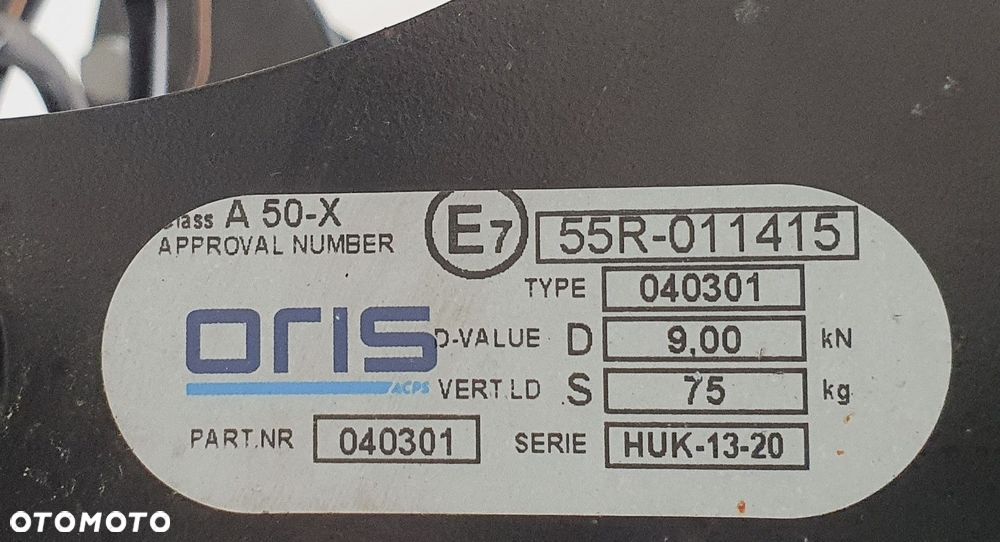 Class A 50-X
APPROVAL NUMBER E7 55R-011415
TYPE 040301
oris ACPS
D-VALUE D 9,00 kN
VERT.LD S 75 kg
PART.NR 040301 SERIE HUK-13-20
OTOMOTO